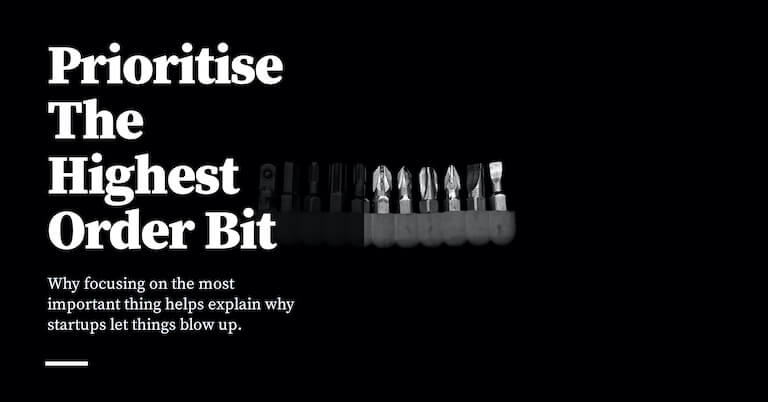 Prioritise
The
Highest
Order Bit
Why focusing on the most
important thing helps explain why
startups let things blow up.